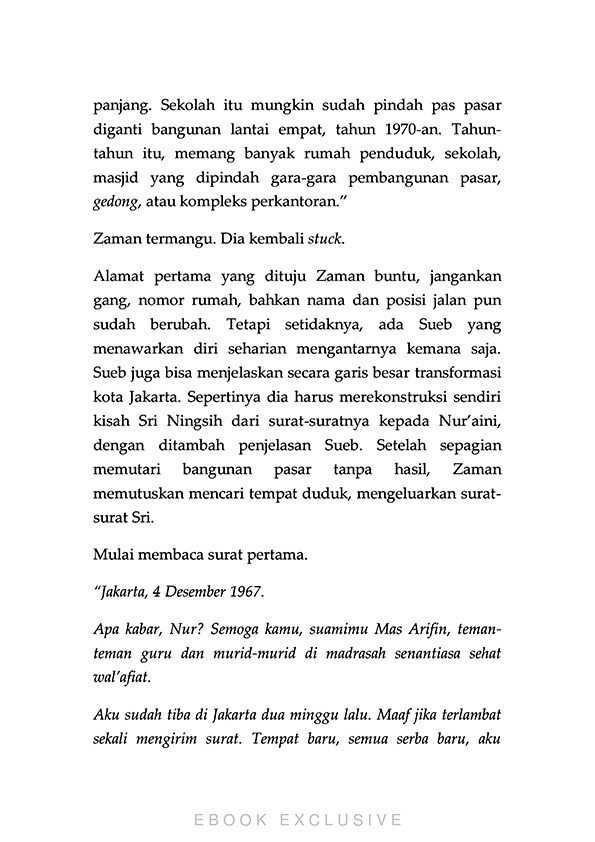 panjang. Sekolah itu mungkin sudah pindah pas pasar
diganti bangunan lantai empat, tahun 1970-an. Tahun-
tahun itu, memang banyak rumah penduduk, sekolah,
masjid yang dipindah gara-gara pembangunan pasar,
gedong, atau kompleks perkantoran.”
Zaman termangu. Dia kembali stuck.
Alamat pertama yang dituju Zaman buntu, jangankan
gang, nomor rumah, bahkan nama dan posisi jalan pun
sudah berubah. Tetapi setidaknya, ada Sueb yang
menawarkan diri seharian mengantarnya kemana saja.
Sueb juga bisa menjelaskan secara garis besar transformasi
kota Jakarta. Sepertinya dia harus merekonstruksi sendiri
kisah Sri Ningsih dari surat-suratnya kepada Nur’aini,
dengan ditambah penjelasan Sueb. Setelah sepagian
memutari bangunan pasar tanpa hasil, Zaman
memutuskan mencari tempat duduk, mengeluarkan surat-
surat Sri.
Mulai membaca surat pertama.
“Jakarta, 4 Desember 1967.
Apa kabar, Nur? Semoga kamu, suamimu Mas Arifin, teman-
teman guru dan murid-murid di madrasah senantiasa sehat
wal’afiat.
Aku sudah tiba di Jakarta dua minggu lalu. Maaf jika terlambat
sekali mengirim surat. Tempat baru, semua serba baru, aku
EBOOK EXCLUSIVE